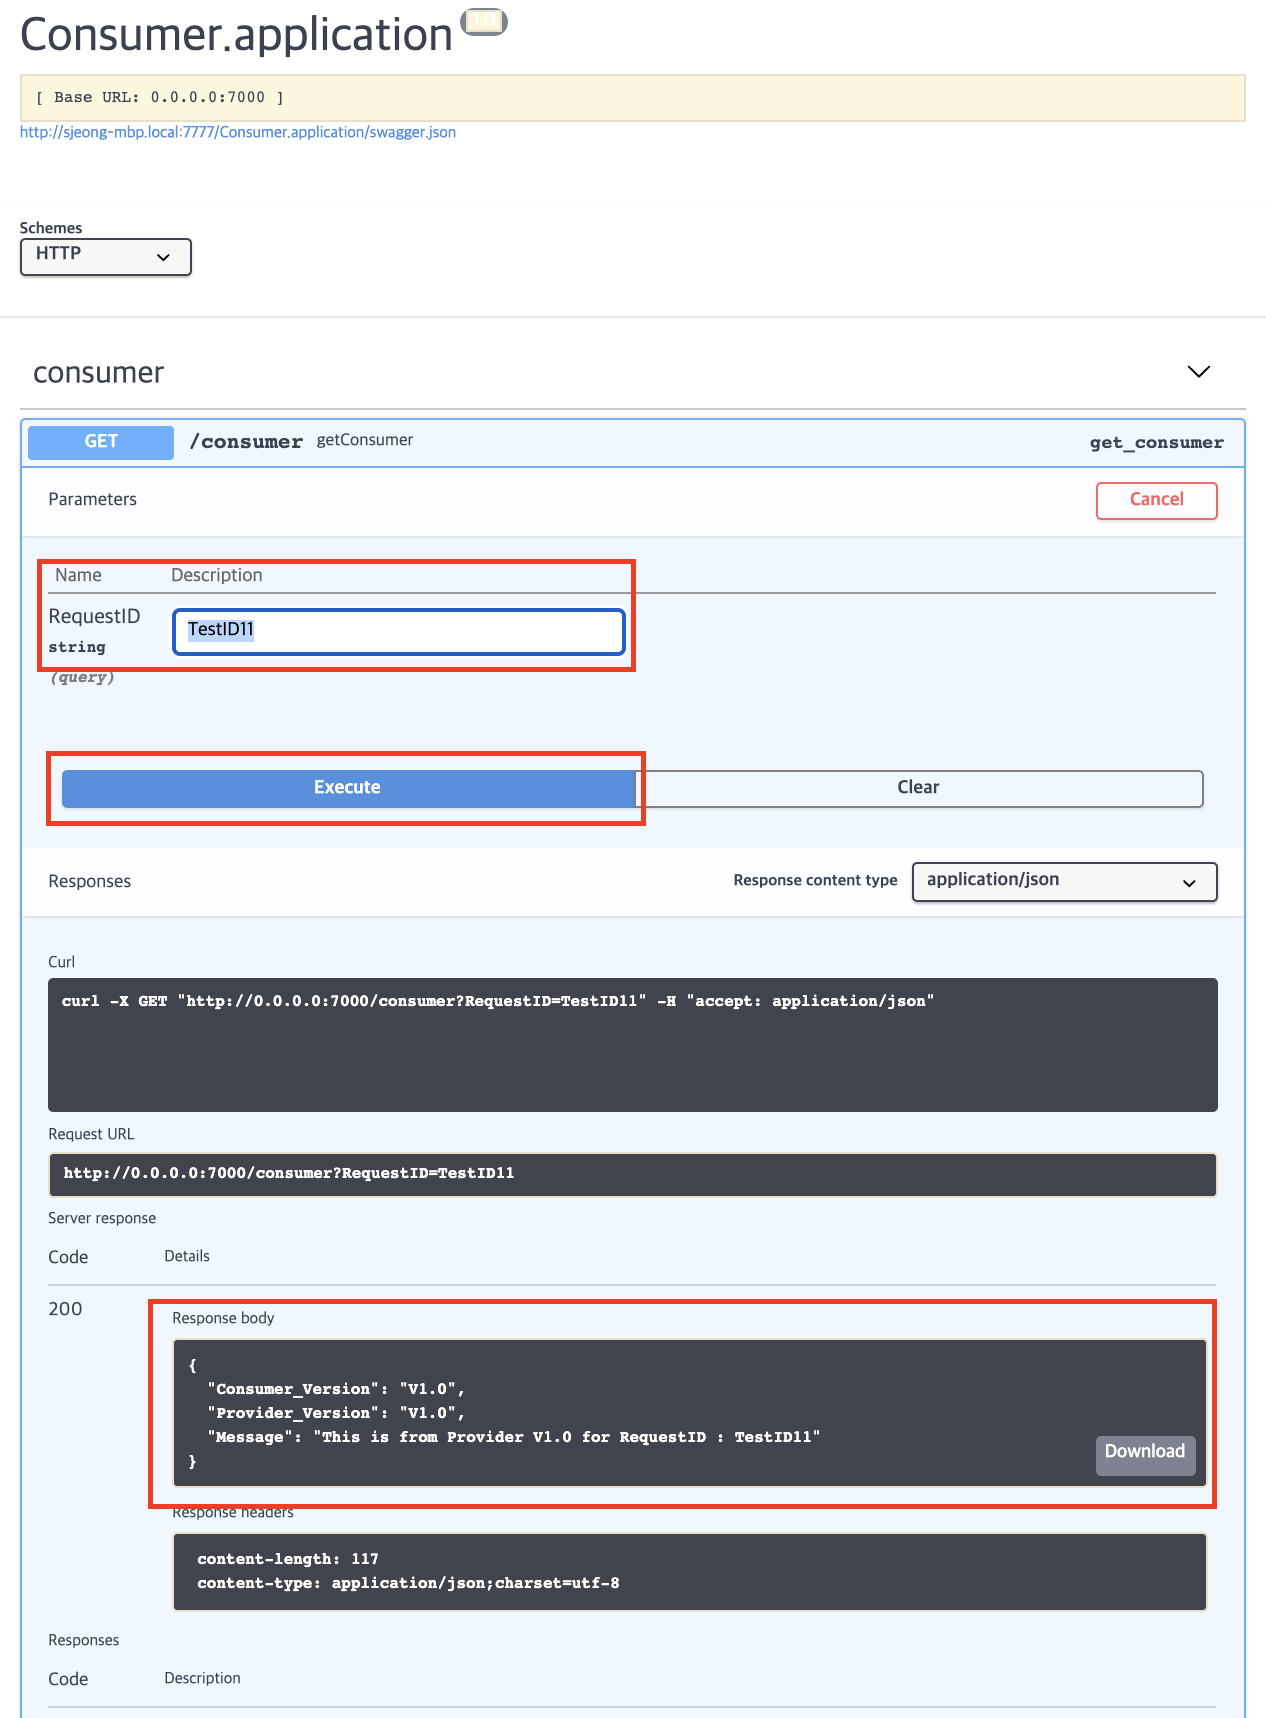 Consumer.application 1.0
[ Base URL: 0.0.0.0:7000 ]
http://sjeong-mbp.local:7777/Consumer.application/swagger.json
Schemes
HTTP
consumer
GET /consumer getConsumer get_consumer
Parameters Cancel
Name Description
RequestID
TestID11
string
(query)
Execute Clear
Responses Response content type application/json
Curl
curl -X GET "http://0.0.0.0:7000/consumer?RequestID=TestID11" -H "accept: application/json"
Request URL
http://0.0.0.0:7000/consumer?RequestID=TestID11
Server response
Code Details
200
Response body
{
"Consumer_Version": "V1.0",
"Provider_Version": "V1.0",
"Message": "This is from Provider V1.0 for RequestID : TestID11"
}
Download
Response headers
content-length: 117
content-type: application/json;charset=utf-8
Responses
Code Description